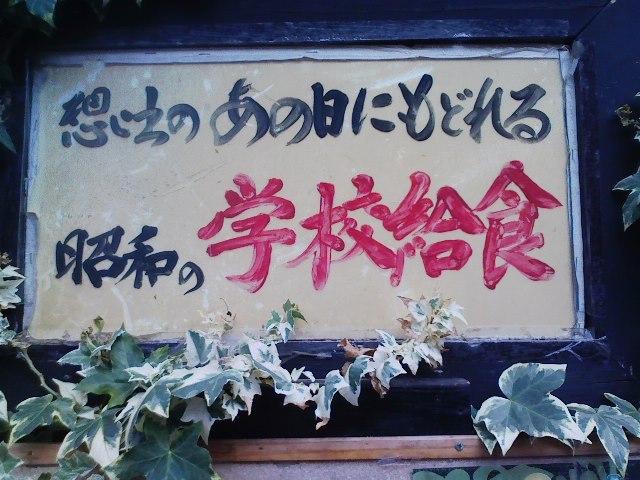 想い出の あの日にもどれる
昭和の 学校給食